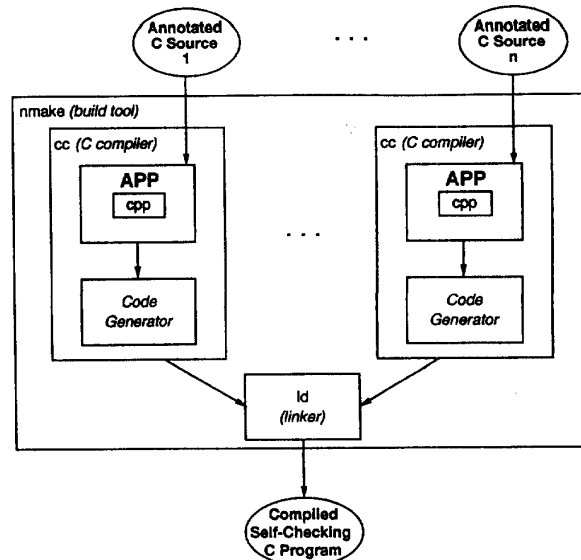 Annotated
C Source
1
. . .
Annotated
C Source
n
nmake (build tool)
cc (C compiler)
APP
cpp
Code
Generator
. . .
cc (C compiler)
APP
cpp
Code
Generator
ld
(linker)
Compiled
Self-Checking
C Program